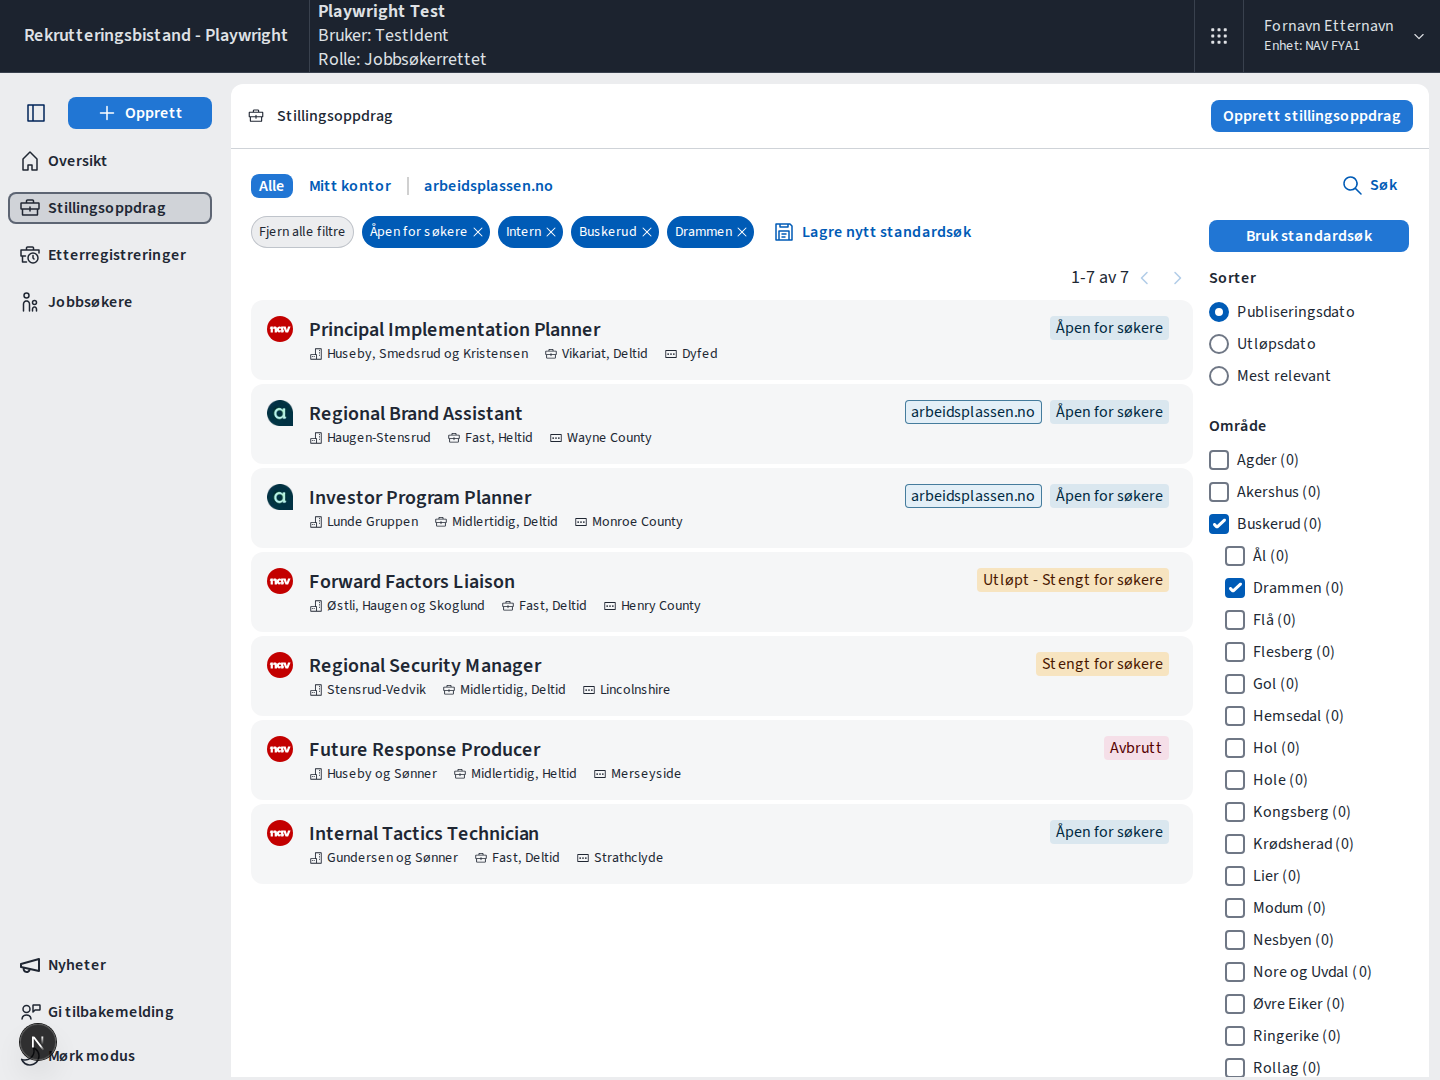 Rekrutteringsbistand - Playwright
Playwright Test
Bruker: TestIdent
Rolle: Jobbsøkerrettet
Fornavn Etternavn
Enhet: NAV FYA1
Opprett
Oversikt
Stillingsoppdrag
Etterregistreringer
Jobbsøkere
Nyheter
Gi tilbakemelding
Mørk modus
N
Stillingsoppdrag
Opprett stillingsoppdrag
Alle
Mitt kontor
arbeidsplassen.no
Søk
Fjern alle filtre
Åpen for søkere
Intern
Buskerud
Drammen
Lagre nytt standardsøk
1-7 av 7
nav
Principal Implementation Planner
Åpen for søkere
Huseby, Smedsrud og Kristensen
Vikariat, Deltid
Dyfed
a
Regional Brand Assistant
arbeidsplassen.no
Åpen for søkere
Haugen-Stensrud
Fast, Heltid
Wayne County
a
Investor Program Planner
arbeidsplassen.no
Åpen for søkere
Lunde Gruppen
Midlertidig, Deltid
Monroe County
nav
Forward Factors Liaison
Utløpt - Stengt for søkere
Østli, Haugen og Skoglund
Fast, Deltid
Henry County
nav
Regional Security Manager
Stengt for søkere
Stensrud-Vedvik
Midlertidig, Deltid
Lincolnshire
nav
Future Response Producer
Avbrutt
Huseby og Sønner
Midlertidig, Heltid
Merseyside
nav
Internal Tactics Technician
Åpen for søkere
Gundersen og Sønner
Fast, Deltid
Strathclyde
Bruk standardsøk
Sorter
Publiseringsdato
Utløpsdato
Mest relevant
Område
Agder (0)
Akershus (0)
Buskerud (0)
Ål (0)
Drammen (0)
Flå (0)
Flesberg (0)
Gol (0)
Hemsedal (0)
Hol (0)
Hole (0)
Kongsberg (0)
Krødsherad (0)
Lier (0)
Modum (0)
Nesbyen (0)
Nore og Uvdal (0)
Øvre Eiker (0)
Ringerike (0)
Rollag (0)